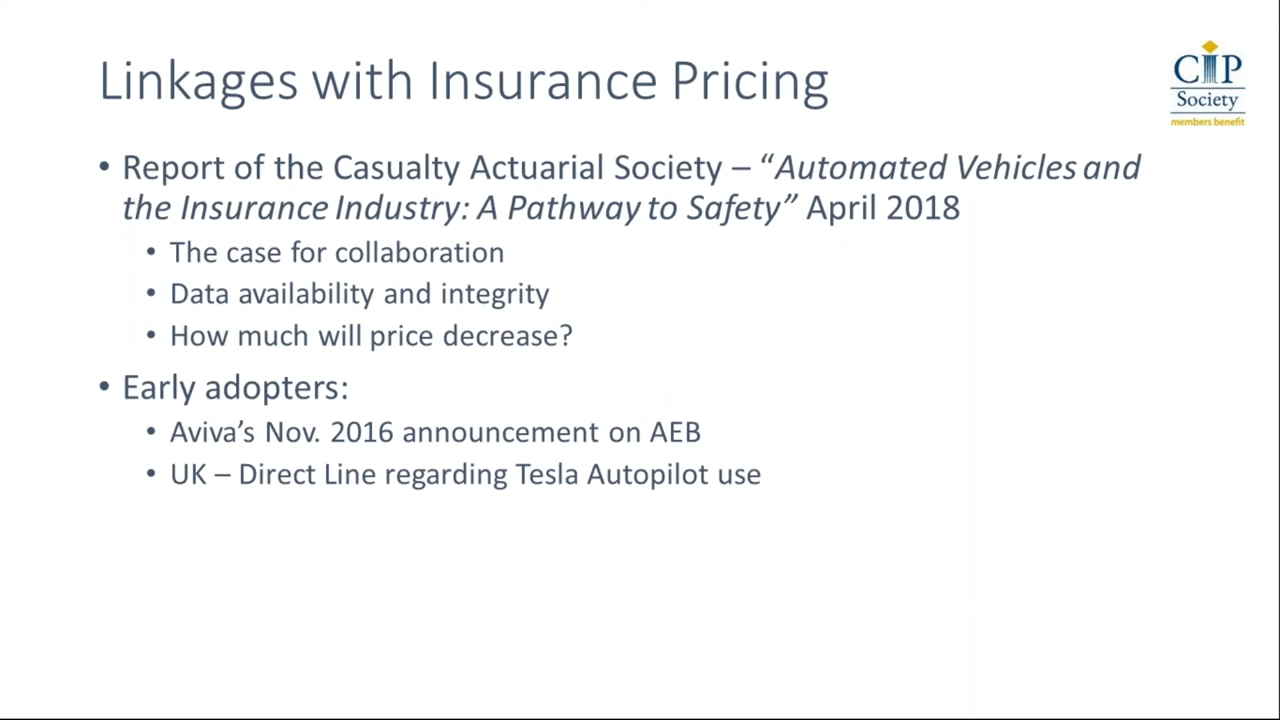 Linkages with Insurance Pricing
CIP
Society
members benefit
• Report of the Casualty Actuarial Society – “Automated Vehicles and
the Insurance Industry: A Pathway to Safety” April 2018
• The case for collaboration
• Data availability and integrity
• How much will price decrease?
• Early adopters:
• Aviva’s Nov. 2016 announcement on AEB
• UK – Direct Line regarding Tesla Autopilot use